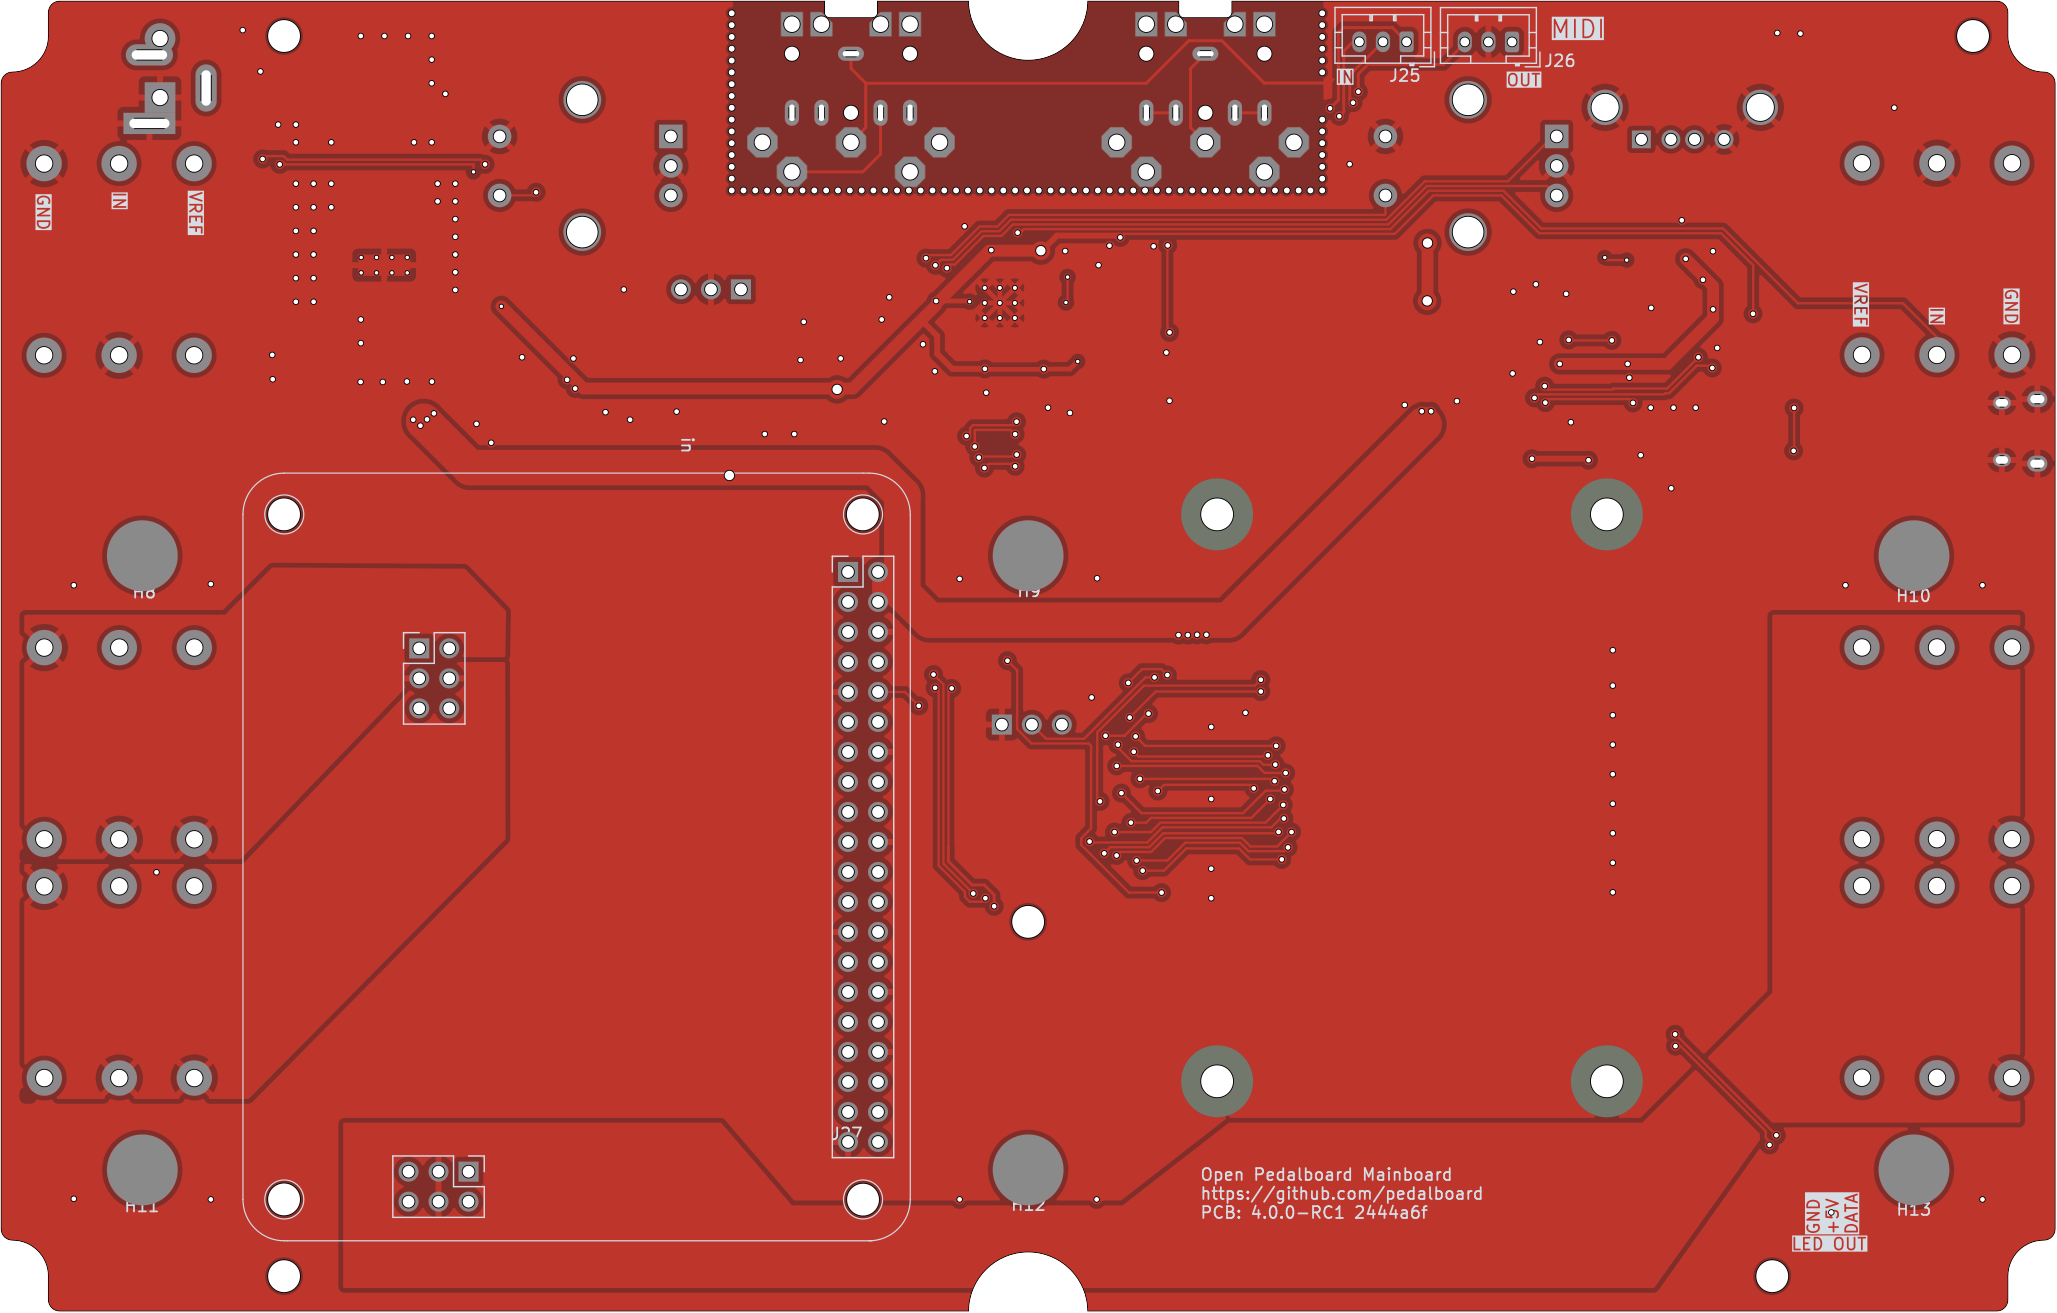 MIDI
J26
J25
IN
OUT
GND
IN
VREF
VREF
IN
GND
in
H8
H9
H10
J27
Open Pedalboard Mainboard
https://github.com/pedalboard
PCB: 4.0.0-RC1 2444a6f
H11
H12
H13
GND
+5V
DATA
LED OUT